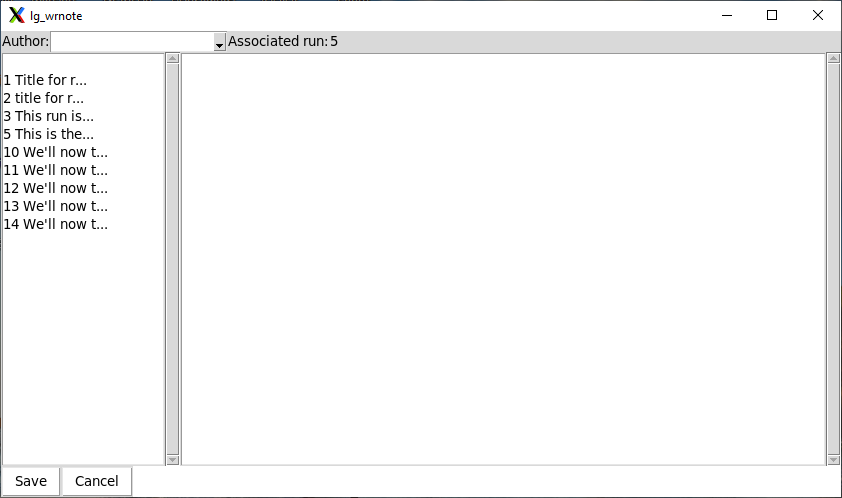 lg_wrnote
Author: Associated run: 5
1 Title for r...
2 title for r...
3 This run is...
5 This is the...
10 We'll now t...
11 We'll now t...
12 We'll now t...
13 We'll now t...
14 We'll now t...
Save Cancel